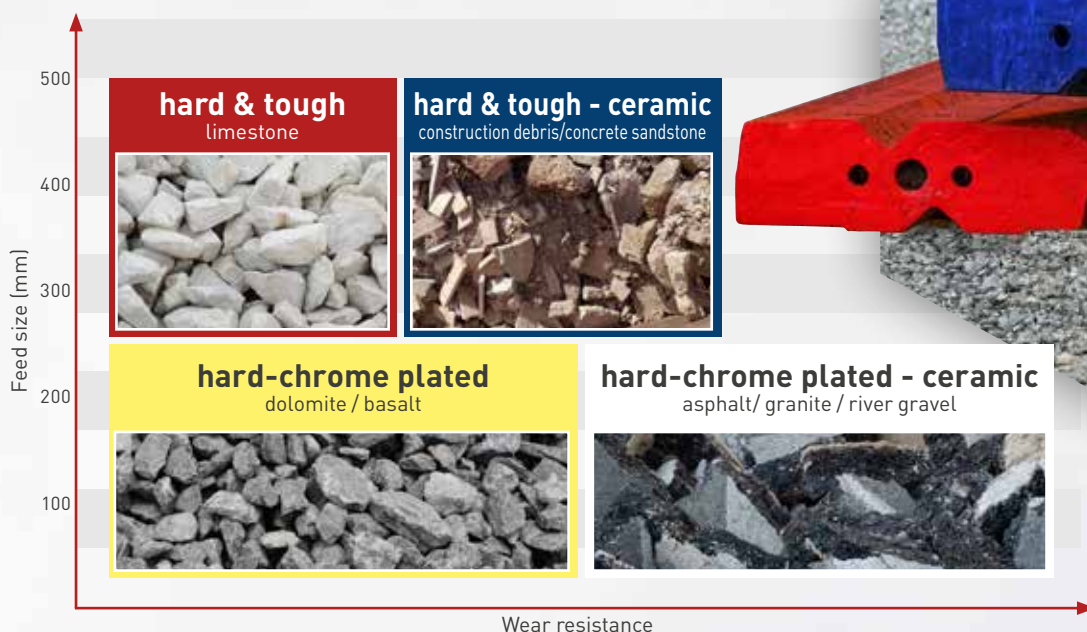 500
400
300
200
100
Feed size (mm)
hard & tough
limestone
hard & tough - ceramic
construction debris/concrete sandstone
hard-chrome plated
dolomite / basalt
hard-chrome plated - ceramic
asphalt/ granite / river gravel
Wear resistance